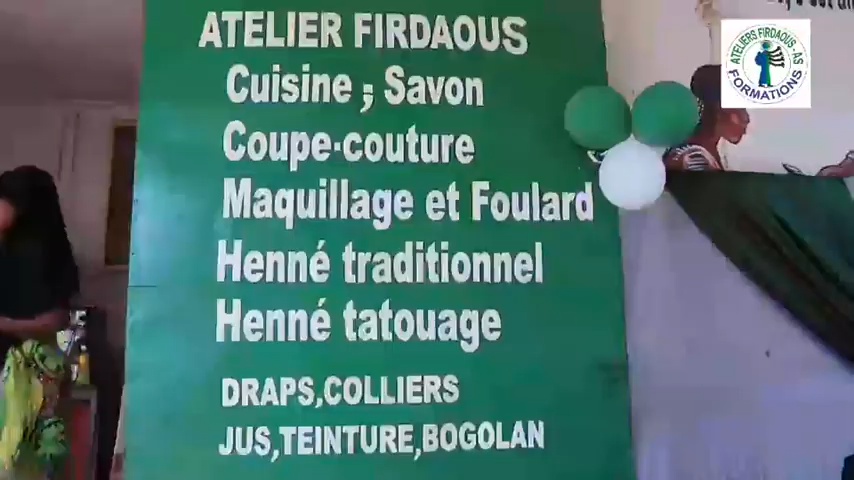 ATELIER FIRDAOUS
Cuisine ; Savon
Coupe-couture
Maquillage et Foulard
Henné traditionnel
Henné tatouage
DRAPS,COLLIERS
JUS,TEINTURE,BOGOLAN
ATELIERS FIRDAOUS-AS
FORMATIONS